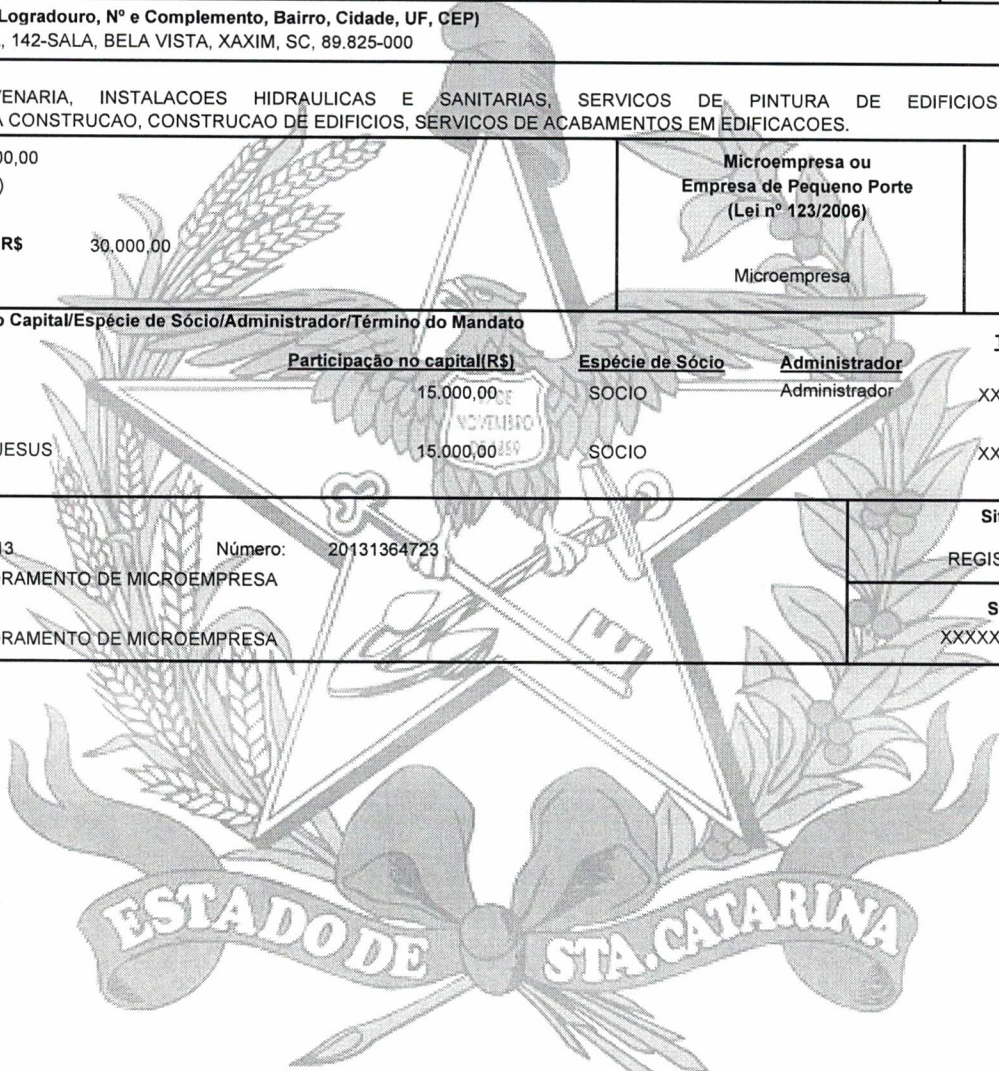 Logradouro, Nº e Complemento, Bairro, Cidade, UF, CEP)
, 142-SALA, BELA VISTA, XAXIM, SC, 89.825-000
VENARIA, INSTALACOES HIDRAULICAS E SANITARIAS, SERVICOS DE PINTURA DE EDIFICIOS
A CONSTRUCAO, CONSTRUCAO DE EDIFICIOS, SERVICOS DE ACABAMENTOS EM EDIFICACOES.
00,00
)
R$ 30.000,00
Microempresa ou
Empresa de Pequeno Porte
(Lei nº 123/2006)
Microempresa
o Capital/Espécie de Sócio/Administrador/Término do Mandato
Participação no capital(R$) Espécie de Sócio Administrador
15.000,00 SOCIO Administrador XX
JESUS 15.000,00 SOCIO XX
13 Número: 20131364723
RAMENTO DE MICROEMPRESA
RAMENTO DE MICROEMPRESA
Sit
REGIS
S
XXXXX
NOVEMBRO
ESTADO DE STA.CATARINA